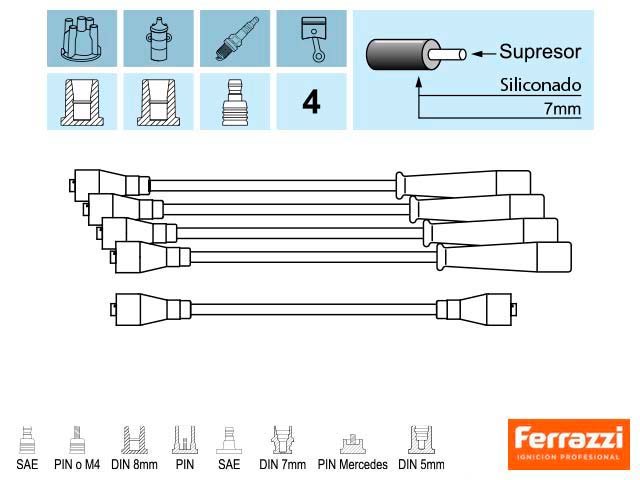 Supresor
Siliconado
4
7mm
SAE PIN o M4 DIN 8mm PIN SAE DIN 7mm PIN Mercedes DIN 5mm
Ferrazzi
IGNICION PROFESIONAL